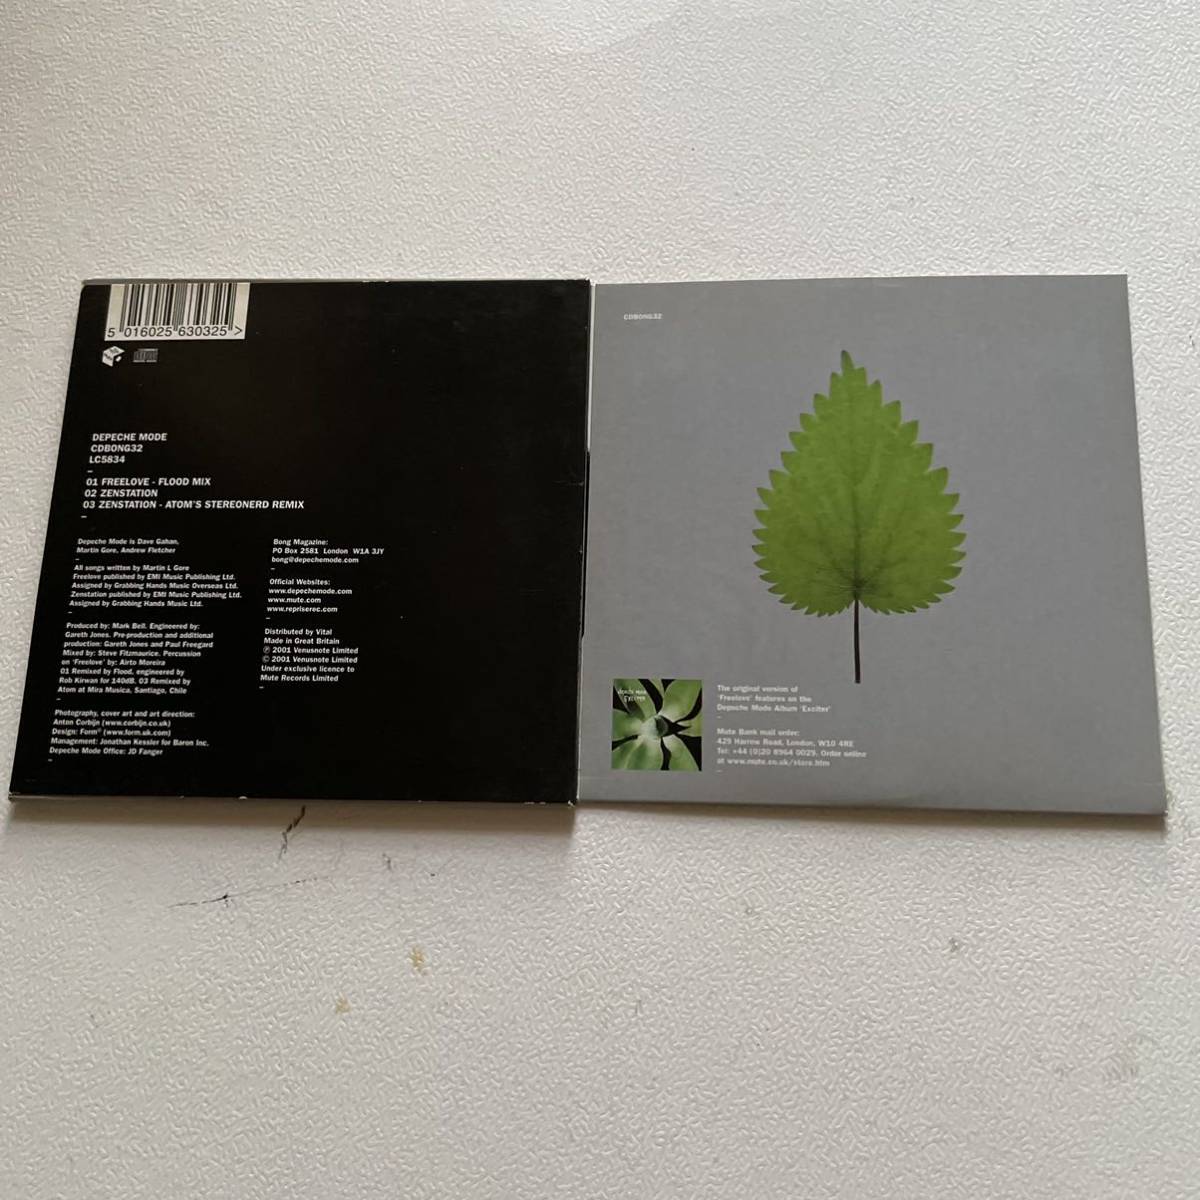 5 016025 630325 >
DEPECHE MODE
CDBONG32
LC5834
–
01 FREELOVE - FLOOD MIX
02 ZENSTATION
03 ZENSTATION - ATOM'S STEREONERD REMIX
–
Depeche Mode is Dave Gahan,
Martin Gore, Andrew Fletcher
–
All songs written by Martin L Gore
Freelove published by EMI Music Publishing Ltd.
Assigned by Grabbing Hands Music Overseas Ltd.
Zenstation published by EMI Music Publishing Ltd.
Assigned by Grabbing Hands Music Ltd.
–
Produced by: Mark Bell. Engineered by:
Gareth Jones. Pre-production and additional
production: Gareth Jones and Paul Freegard
Mixed by: Steve Fitzmaurice. Percussion
on 'Freelove' by: Airto Moreira
01 Remixed by Flood, engineered by
Rob Kirwan for 140dB. 03 Remixed by
Atom at Mira Musica, Santiago, Chile
–
Photography, cover art and art direction:
Anton Corbijn (www.corbijn.co.uk)
Design: Form® (www.form.uk.com)
Management: Jonathan Kessler for Baron Inc.
Depeche Mode Office: JD Fanger
–
Bong Magazine:
PO Box 2581 London W1A 3JY
bong@depechemode.com
–
Official Websites:
www.depechemode.com
www.mute.com
www.repriserec.com
–
Distributed by Vital
Made in Great Britain
℗ 2001 Venusnote Limited
© 2001 Venusnote Limited
Under exclusive licence to
Mute Records Limited
–
CDBONG32
DEPECHE MODE
EXCITER
The original version of
'Freelove' features on the
Depeche Mode Album 'Exciter'
–
Mute Bank mail order:
429 Harrow Road, London, W10 4RE
Tel: +44 (0)20 8964 0029. Order online
at www.mute.co.uk/store.htm
–